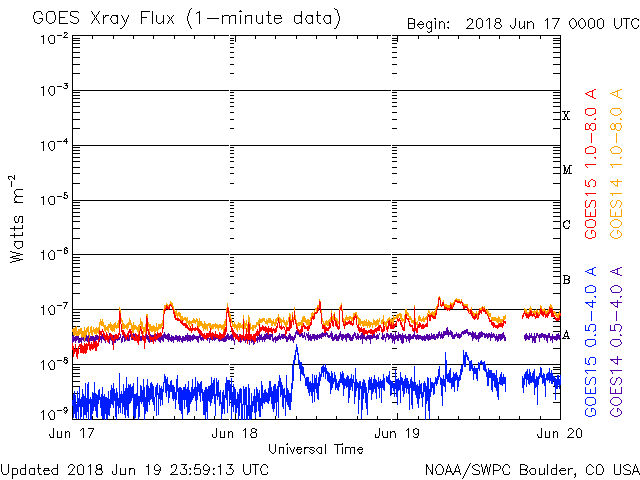 GOES Xray Flux (1-minute data)
Begin: 2018 Jun 17 0000 UTC
10⁻²
10⁻³
10⁻⁴
10⁻⁵
10⁻⁶
10⁻⁷
10⁻⁸
10⁻⁹
Watts m⁻²
X
M
C
B
A
GOES15 1.0-8.0 A
GOES14 1.0-8.0 A
GOES15 0.5-4.0 A
GOES14 0.5-4.0 A
Jun 17
Jun 18
Jun 19
Jun 20
Universal Time
Updated 2018 Jun 19 23:59:13 UTC
NOAA/SWPC Boulder, CO USA